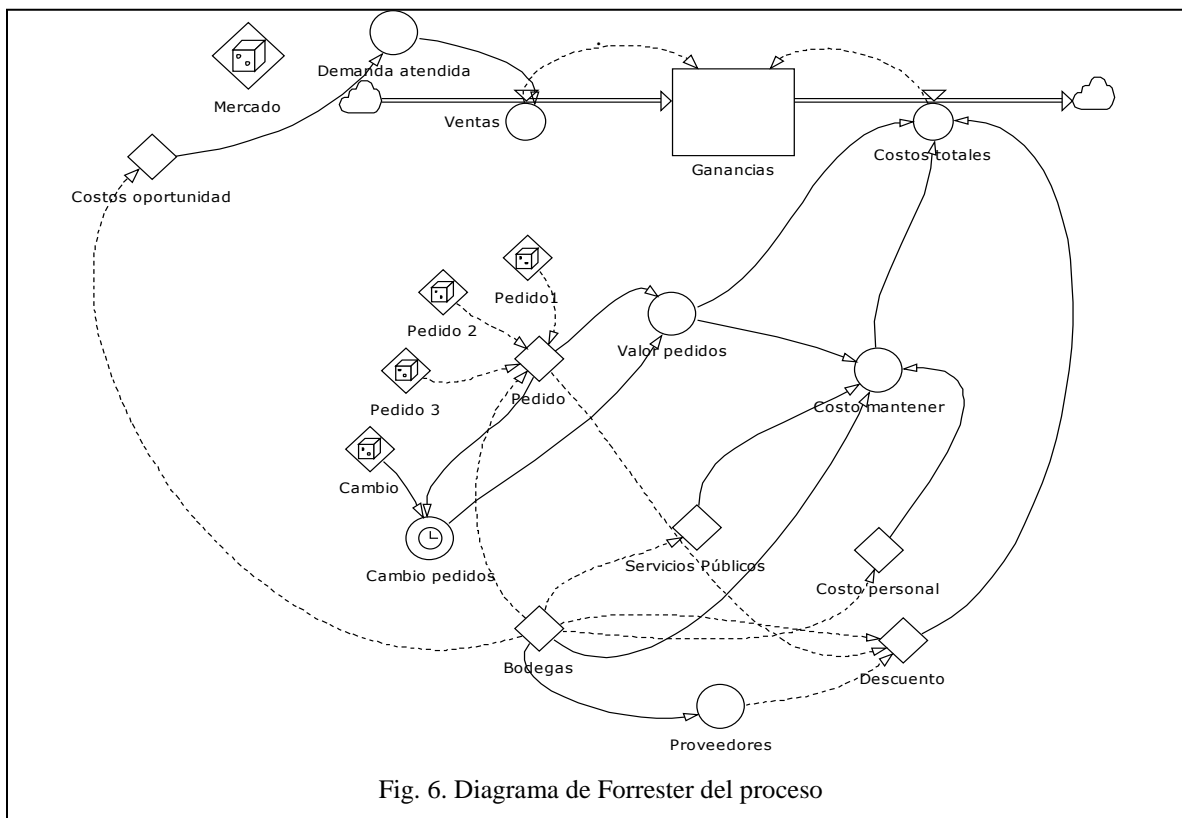 Demanda atendida
Mercado
Ventas
Ganancias
Costos totales
Costos oportunidad
Pedido1
Pedido 2
Valor pedidos
Pedido 3
Pedido
Costo mantener
Cambio
Servicios Públicos
Cambio pedidos
Costo personal
Bodegas
Descuento
Proveedores
Fig. 6. Diagrama de Forrester del proceso